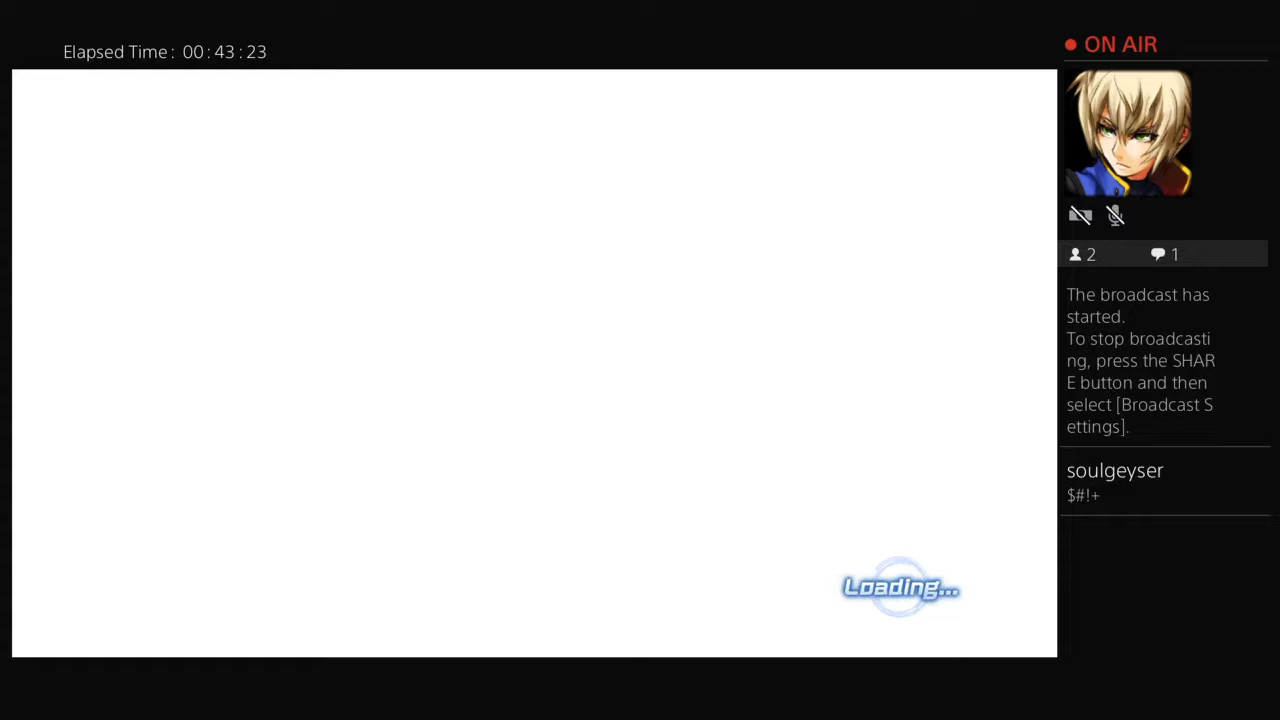 Elapsed Time: 00:43:23
ON AIR
2 1
The broadcast has
started.
To stop broadcasti
ng, press the SHAR
E button and then
select [Broadcast S
ettings].
soulgeyser
$#!+
Loading...